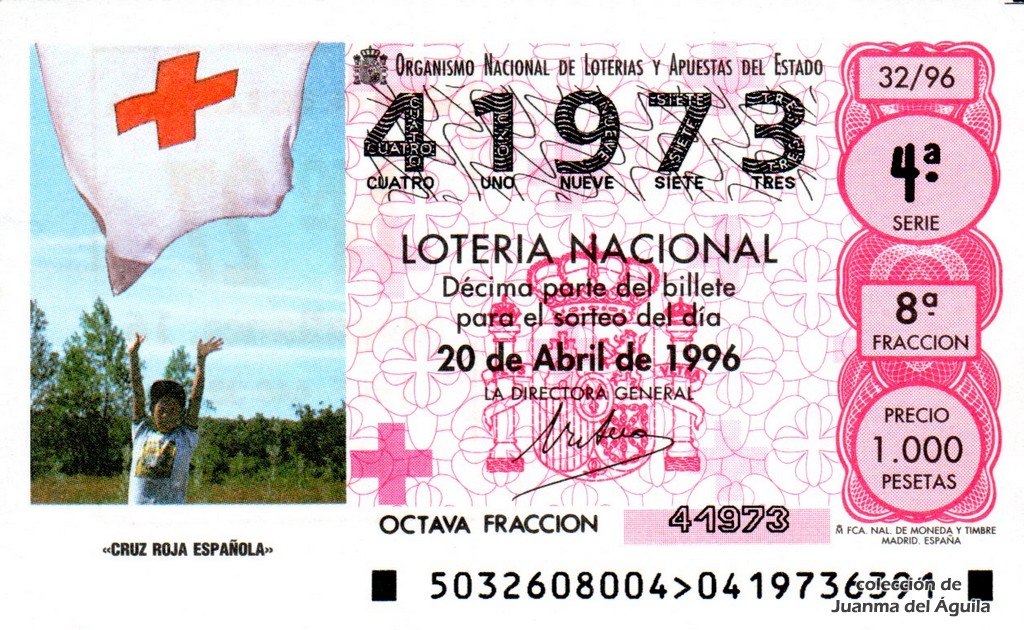 ORGANISMO NACIONAL DE LOTERIAS Y APUESTAS DEL ESTADO
41973
CUATRO UNO NUEVE SIETE TRES
LOTERIA NACIONAL
Décima parte del billete
para el sorteo del día
20 de Abril de 1996
LA DIRECTORA GENERAL
OCTAVA FRACCION 41973
32/96
4.ª
SERIE
8ª
FRACCION
PRECIO
1.000
PESETAS
FCA. NAL. DE MONEDA Y TIMBRE
MADRID. ESPAÑA
«CRUZ ROJA ESPAÑOLA»
5032608004>0419736391
colección de
Juanma del Águila